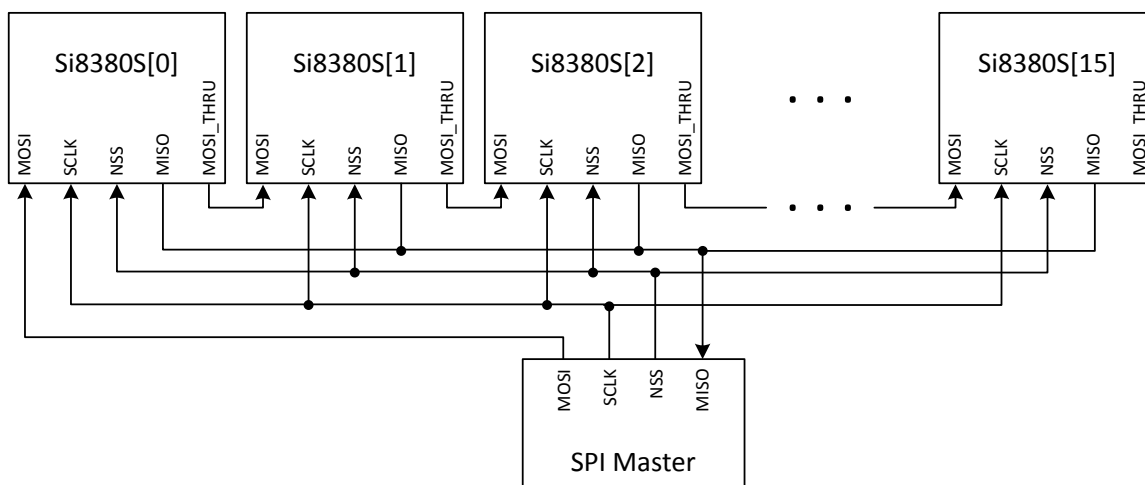 Si8380S[0]
MOSI
SCLK
NSS
MISO
MOSI_THRU
Si8380S[1]
MOSI
SCLK
NSS
MISO
MOSI_THRU
Si8380S[2]
MOSI
SCLK
NSS
MISO
MOSI_THRU
. . .
. . .
Si8380S[15]
MOSI
SCLK
NSS
MISO
MOSI_THRU
MOSI
SCLK
NSS
MISO
SPI Master